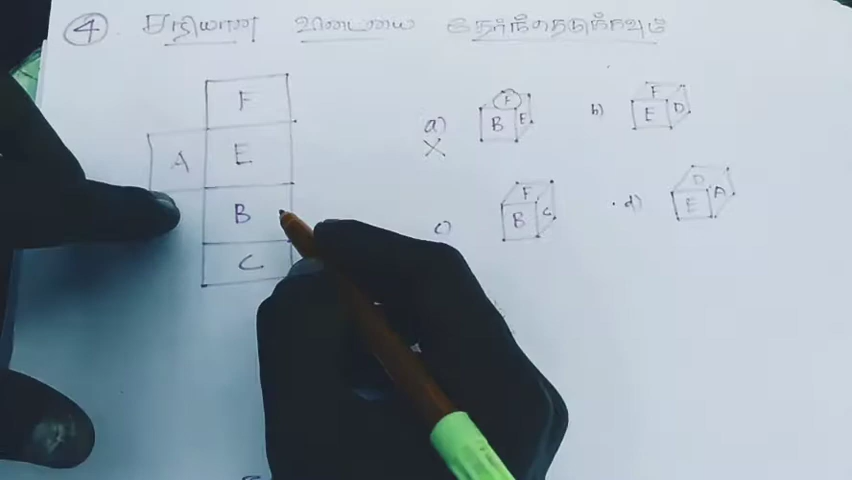 ④ சரியான விடையை தேர்ந்தெடுக்கவும்
F
A E
B
C
a) F B E
X
b) F E D
c) F B C
d) D E A